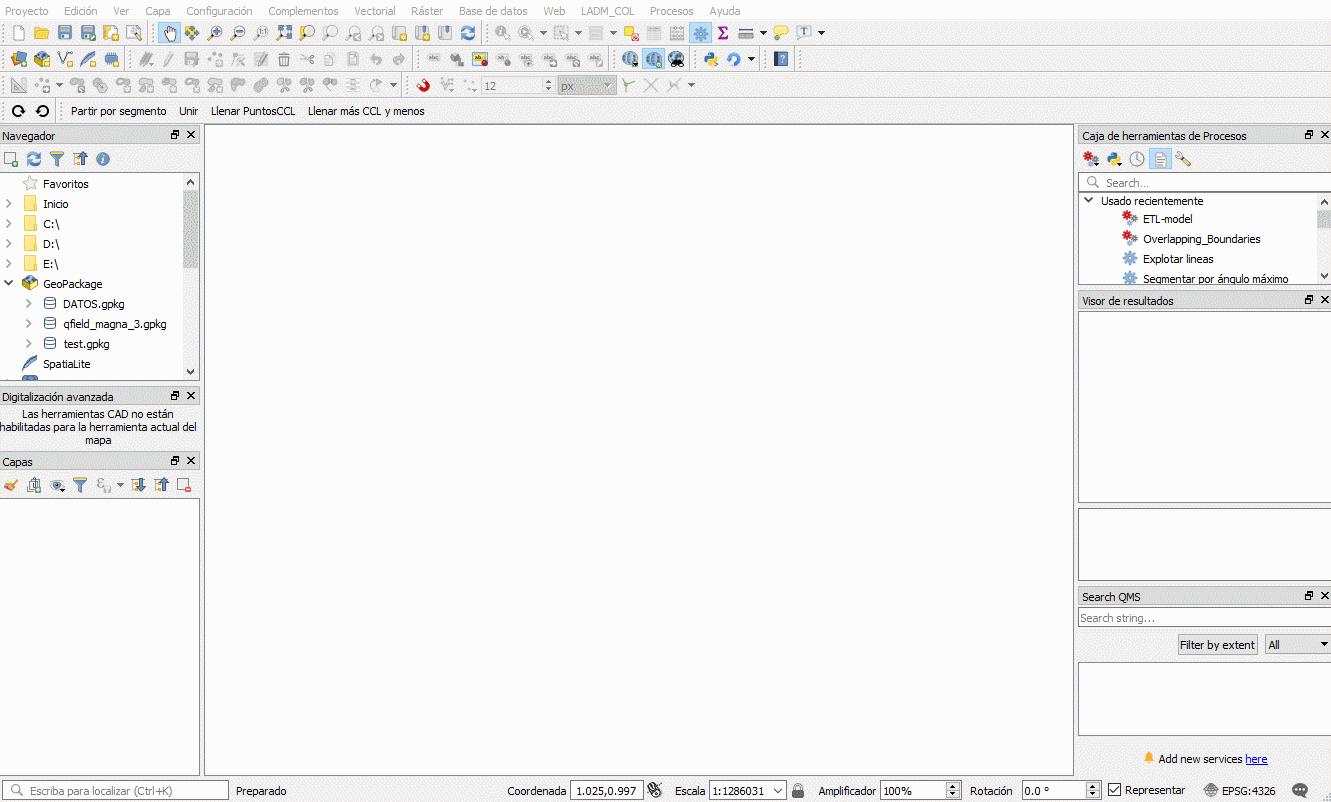 Proyecto Edición Ver Capa Configuración Complementos Vectorial Ráster Base de datos Web LADM_COL Procesos Ayuda
12 px
Partir por segmento Unir Llenar PuntosCCL Llenar más CCL y menos
Navegador
Favoritos
Inicio
C:\
D:\
E:\
GeoPackage
DATOS.gpkg
qfield_magna_3.gpkg
test.gpkg
SpatiaLite
Digitalización avanzada
Las herramientas CAD no están
habilitadas para la herramienta actual del
mapa
Capas
Caja de herramientas de Procesos
Search...
Usado recientemente
ETL-model
Overlapping_Boundaries
Explotar lineas
Segmentar por ángulo máximo
Visor de resultados
Search QMS
Search string...
Filter by extent All
Add new services here
Escriba para localizar (Ctrl+K) Preparado Coordenada 1.025,0.997 Escala 1:1286031 Amplificador 100% Rotación 0.0 ° Representar EPSG:4326